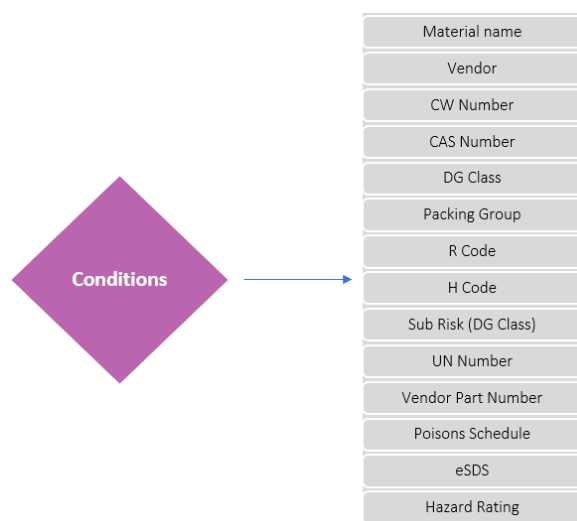 Conditions
Material name
Vendor
CW Number
CAS Number
DG Class
Packing Group
R Code
H Code
Sub Risk (DG Class)
UN Number
Vendor Part Number
Poisons Schedule
eSDS
Hazard Rating